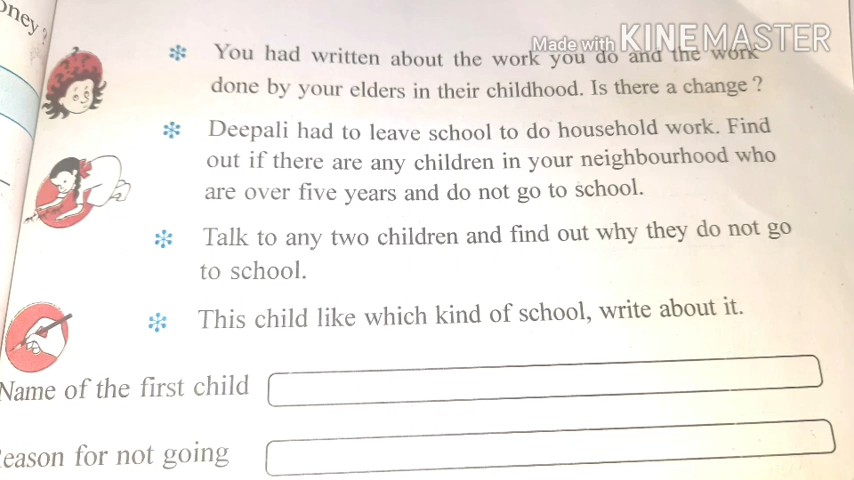 oney ?
Made with KINEMASTER
You had written about the work you do and the work
done by your elders in their childhood. Is there a change ?
Deepali had to leave school to do household work. Find
out if there are any children in your neighbourhood who
are over five years and do not go to school.
Talk to any two children and find out why they do not go
to school.
This child like which kind of school, write about it.
Name of the first child
eason for not going